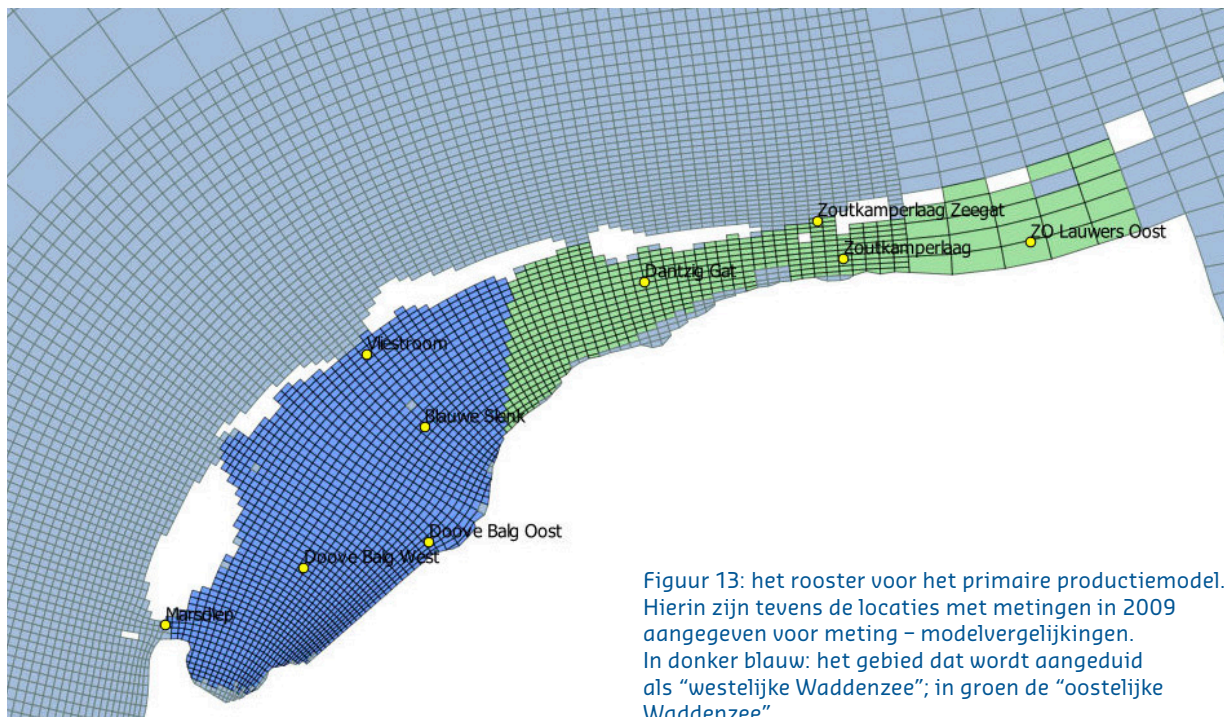 Zoutkamperlaag Zeegat
ZO Lauwers Oost
Zoutkamperlaag
Dantzig Gat
Vliestroom
Blauwe Slenk
Doove Balg Oost
Doove Balg West
Marsdiep
Figuur 13: het rooster voor het primaire productiemodel.
Hierin zijn tevens de locaties met metingen in 2009
aangegeven voor meting – modelvergelijkingen.
In donker blauw: het gebied dat wordt aangeduid
als “westelijke Waddenzee”; in groen de “oostelijke
Waddenzee”